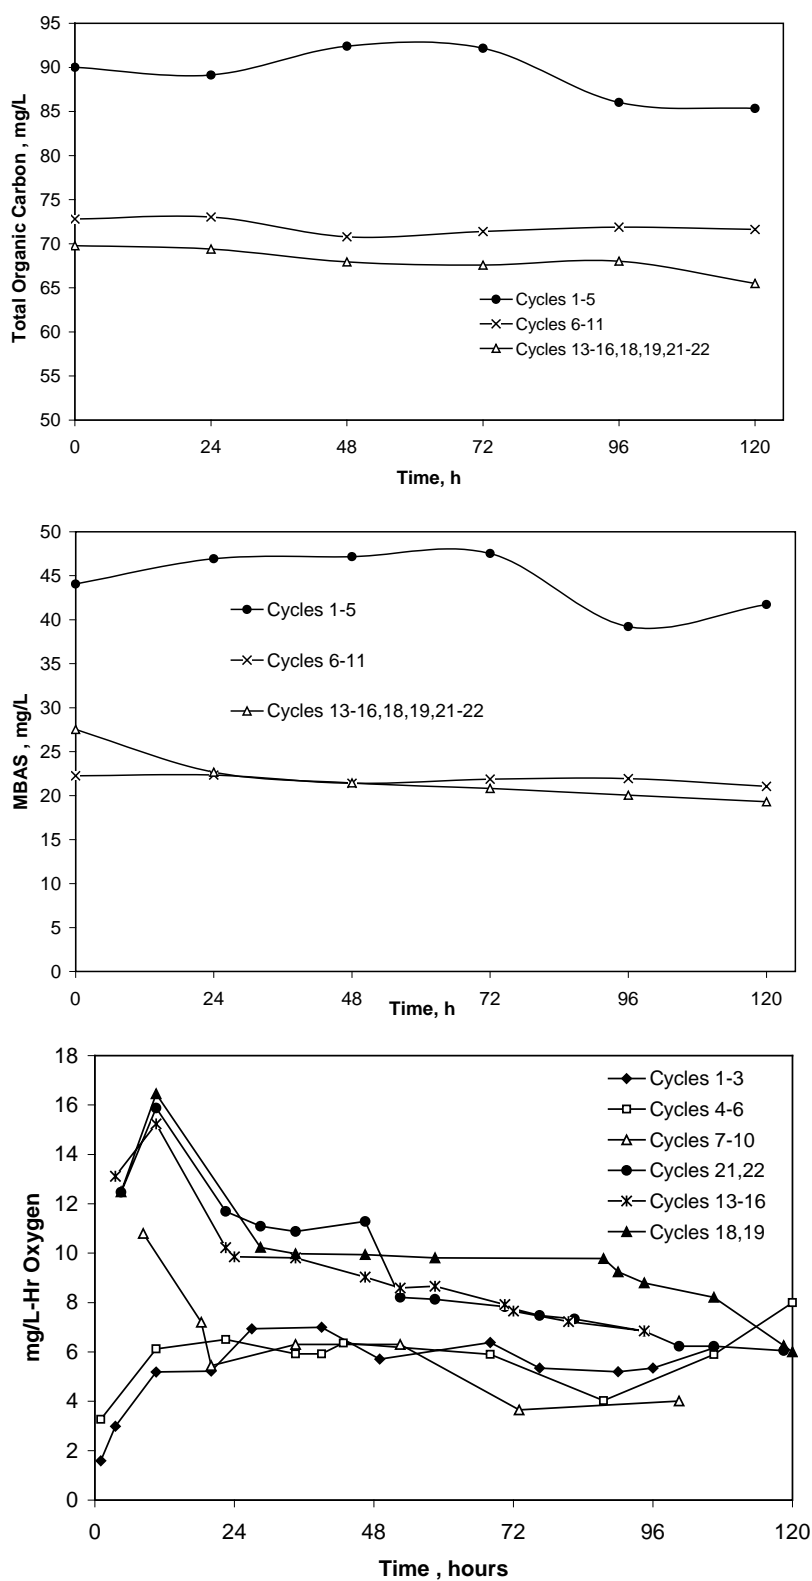 95
90
85
80
75
70
65
60
55
50
Total Organic Carbon , mg/L
Cycles 1-5
Cycles 6-11
Cycles 13-16,18,19,21-22
0 24 48 72 96 120
Time, h
50
45
40
35
30
25
20
15
10
5
0
MBAS , mg/L
Cycles 1-5
Cycles 6-11
Cycles 13-16,18,19,21-22
0 24 48 72 96 120
Time, h
18
16
14
12
10
8
6
4
2
0
mg/L-Hr Oxygen
Cycles 1-3
Cycles 4-6
Cycles 7-10
Cycles 21,22
Cycles 13-16
Cycles 18,19
0 24 48 72 96 120
Time , hours